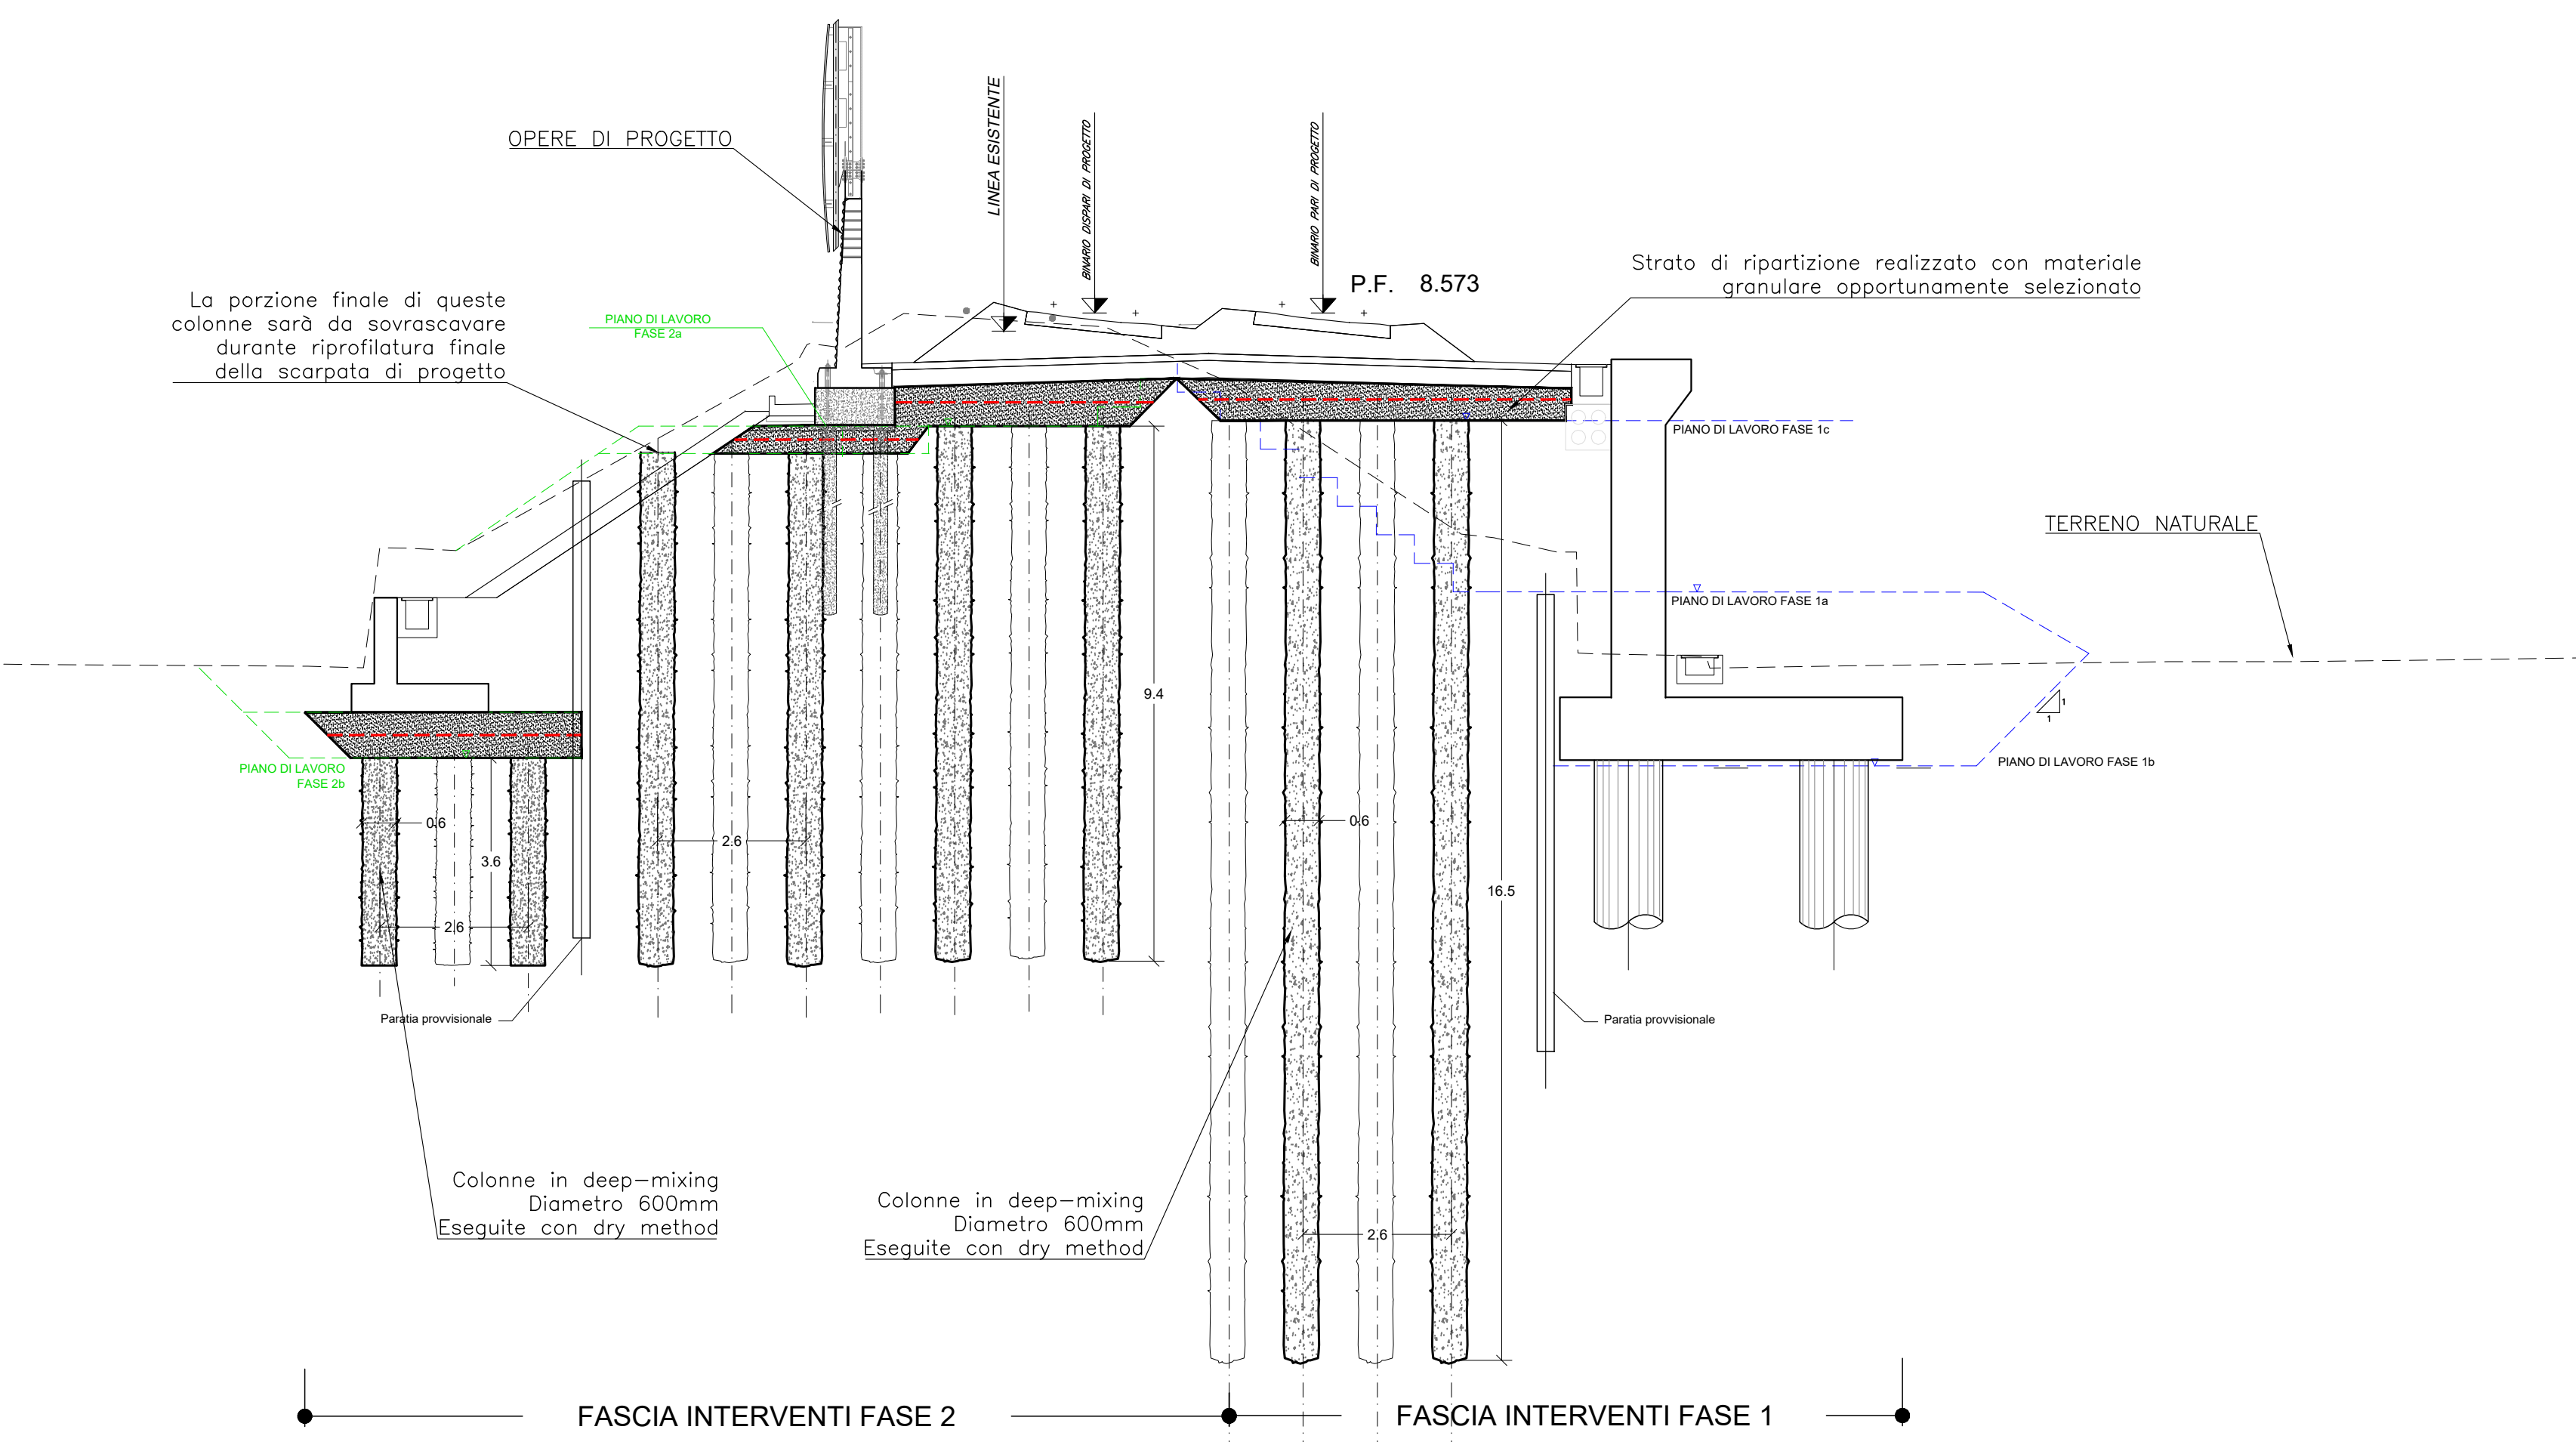 OPERE DI PROGETTO
LINEA ESISTENTE
BINARIO DISPARI DI PROGETTO
BINARIO PARI DI PROGETTO
P.F. 8.573
Strato di ripartizione realizzato con materiale
granulare opportunamente selezionato
La porzione finale di queste
colonne sarà da sovrascavare
durante riprofilatura finale
della scarpata di progetto
PIANO DI LAVORO
FASE 2a
PIANO DI LAVORO FASE 1c
TERRENO NATURALE
PIANO DI LAVORO FASE 1a
9.4
1
1
PIANO DI LAVORO
FASE 2b
PIANO DI LAVORO FASE 1b
0.6
2.6
3.6
0.6
16.5
2.6
Paratia provvisionale
Paratia provvisionale
Colonne in deep-mixing
Diametro 600mm
Eseguite con dry method
Colonne in deep-mixing
Diametro 600mm
Eseguite con dry method
2.6
FASCIA INTERVENTI FASE 2
FASCIA INTERVENTI FASE 1